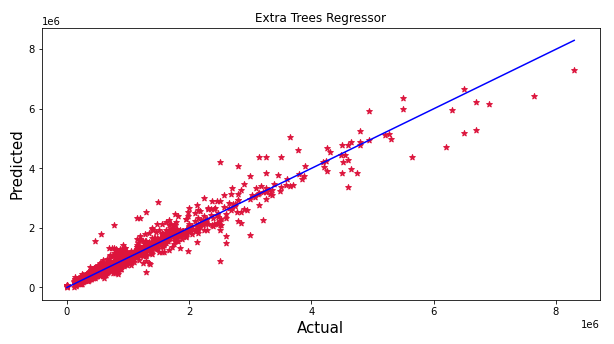 Extra Trees Regressor
1e6
8
6
4
2
0
Predicted
0 2 4 6 8
1e6
Actual